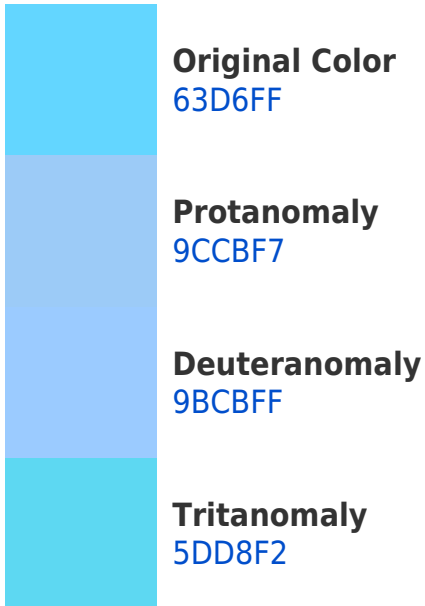 Original Color
63D6FF
Protanomaly
9CCBF7
Deuteranomaly
9BCBFF
Tritanomaly
5DD8F2